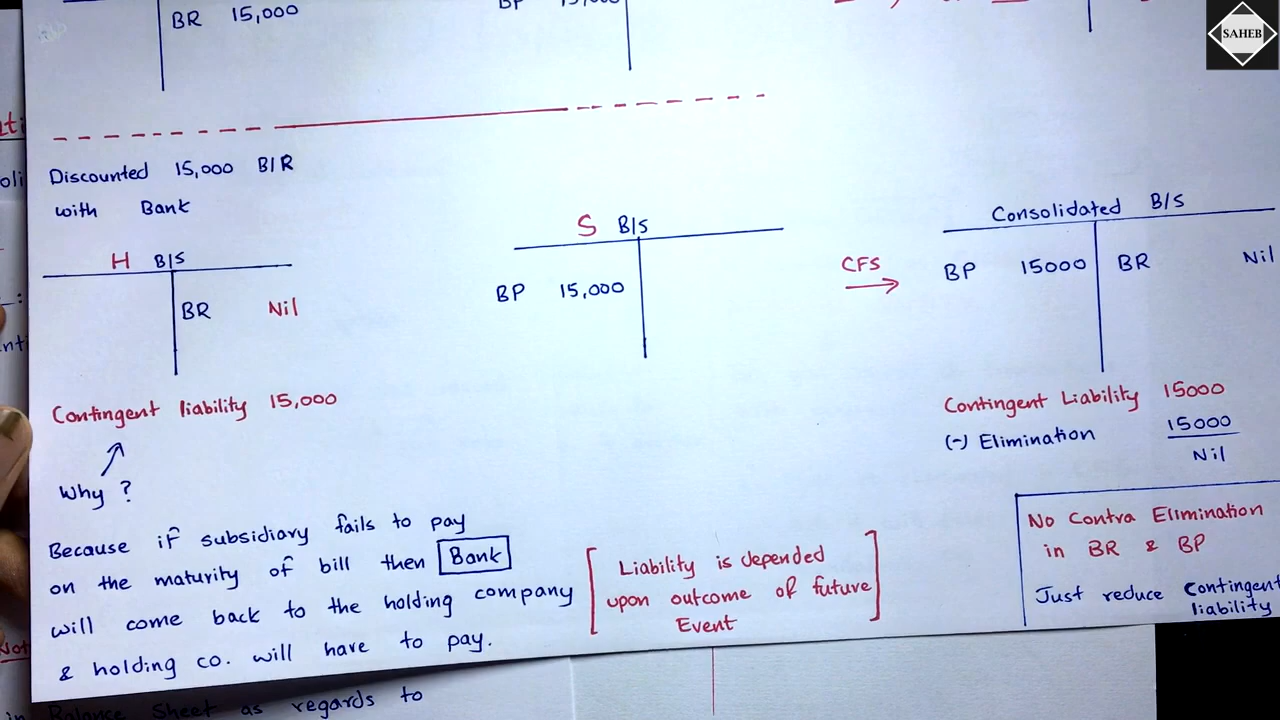 BR 15,000
BP 15,000
SAHEB
Discounted 15,000 B/R
with Bank
H B/S
BR Nil
Contingent liability 15,000
Why ?
Because if subsidiary fails to pay
on the maturity of bill then Bank
will come back to the holding company
& holding co. will have to pay.
S B/S
BP 15,000
[Liability is depended
upon outcome of future
Event]
CFS
Consolidated B/S
BP 15000 BR Nil
Contingent Liability 15000
(-) Elimination 15000
Nil
No Contra Elimination
in BR & BP
Just reduce Contingent
liability
in Balance Sheet as regards to